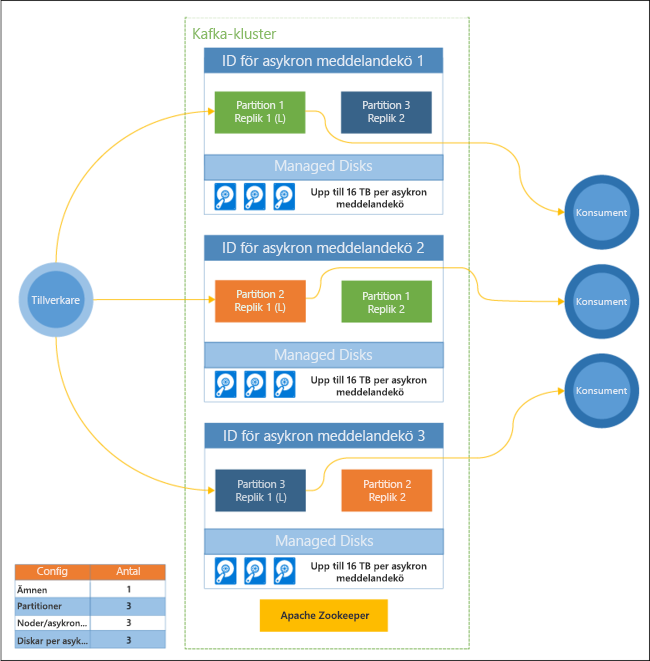 Kafka-kluster
ID för asykron meddelandekö 1
Partition 1
Replik 1 (L)
Partition 3
Replik 2
Managed Disks
Upp till 16 TB per asykron
meddelandekö
ID för asykron meddelandekö 2
Partition 2
Replik 1 (L)
Partition 1
Replik 2
Managed Disks
Upp till 16 TB per asykron
meddelandekö
ID för asykron meddelandekö 3
Partition 3
Replik 1 (L)
Partition 2
Replik 2
Managed Disks
Upp till 16 TB per asykron
meddelandekö
Apache Zookeeper
Tillverkare
Konsument
Konsument
Konsument
Config Antal
Ämnen 1
Partitioner 3
Noder/asykron... 3
Diskar per asyk... 3